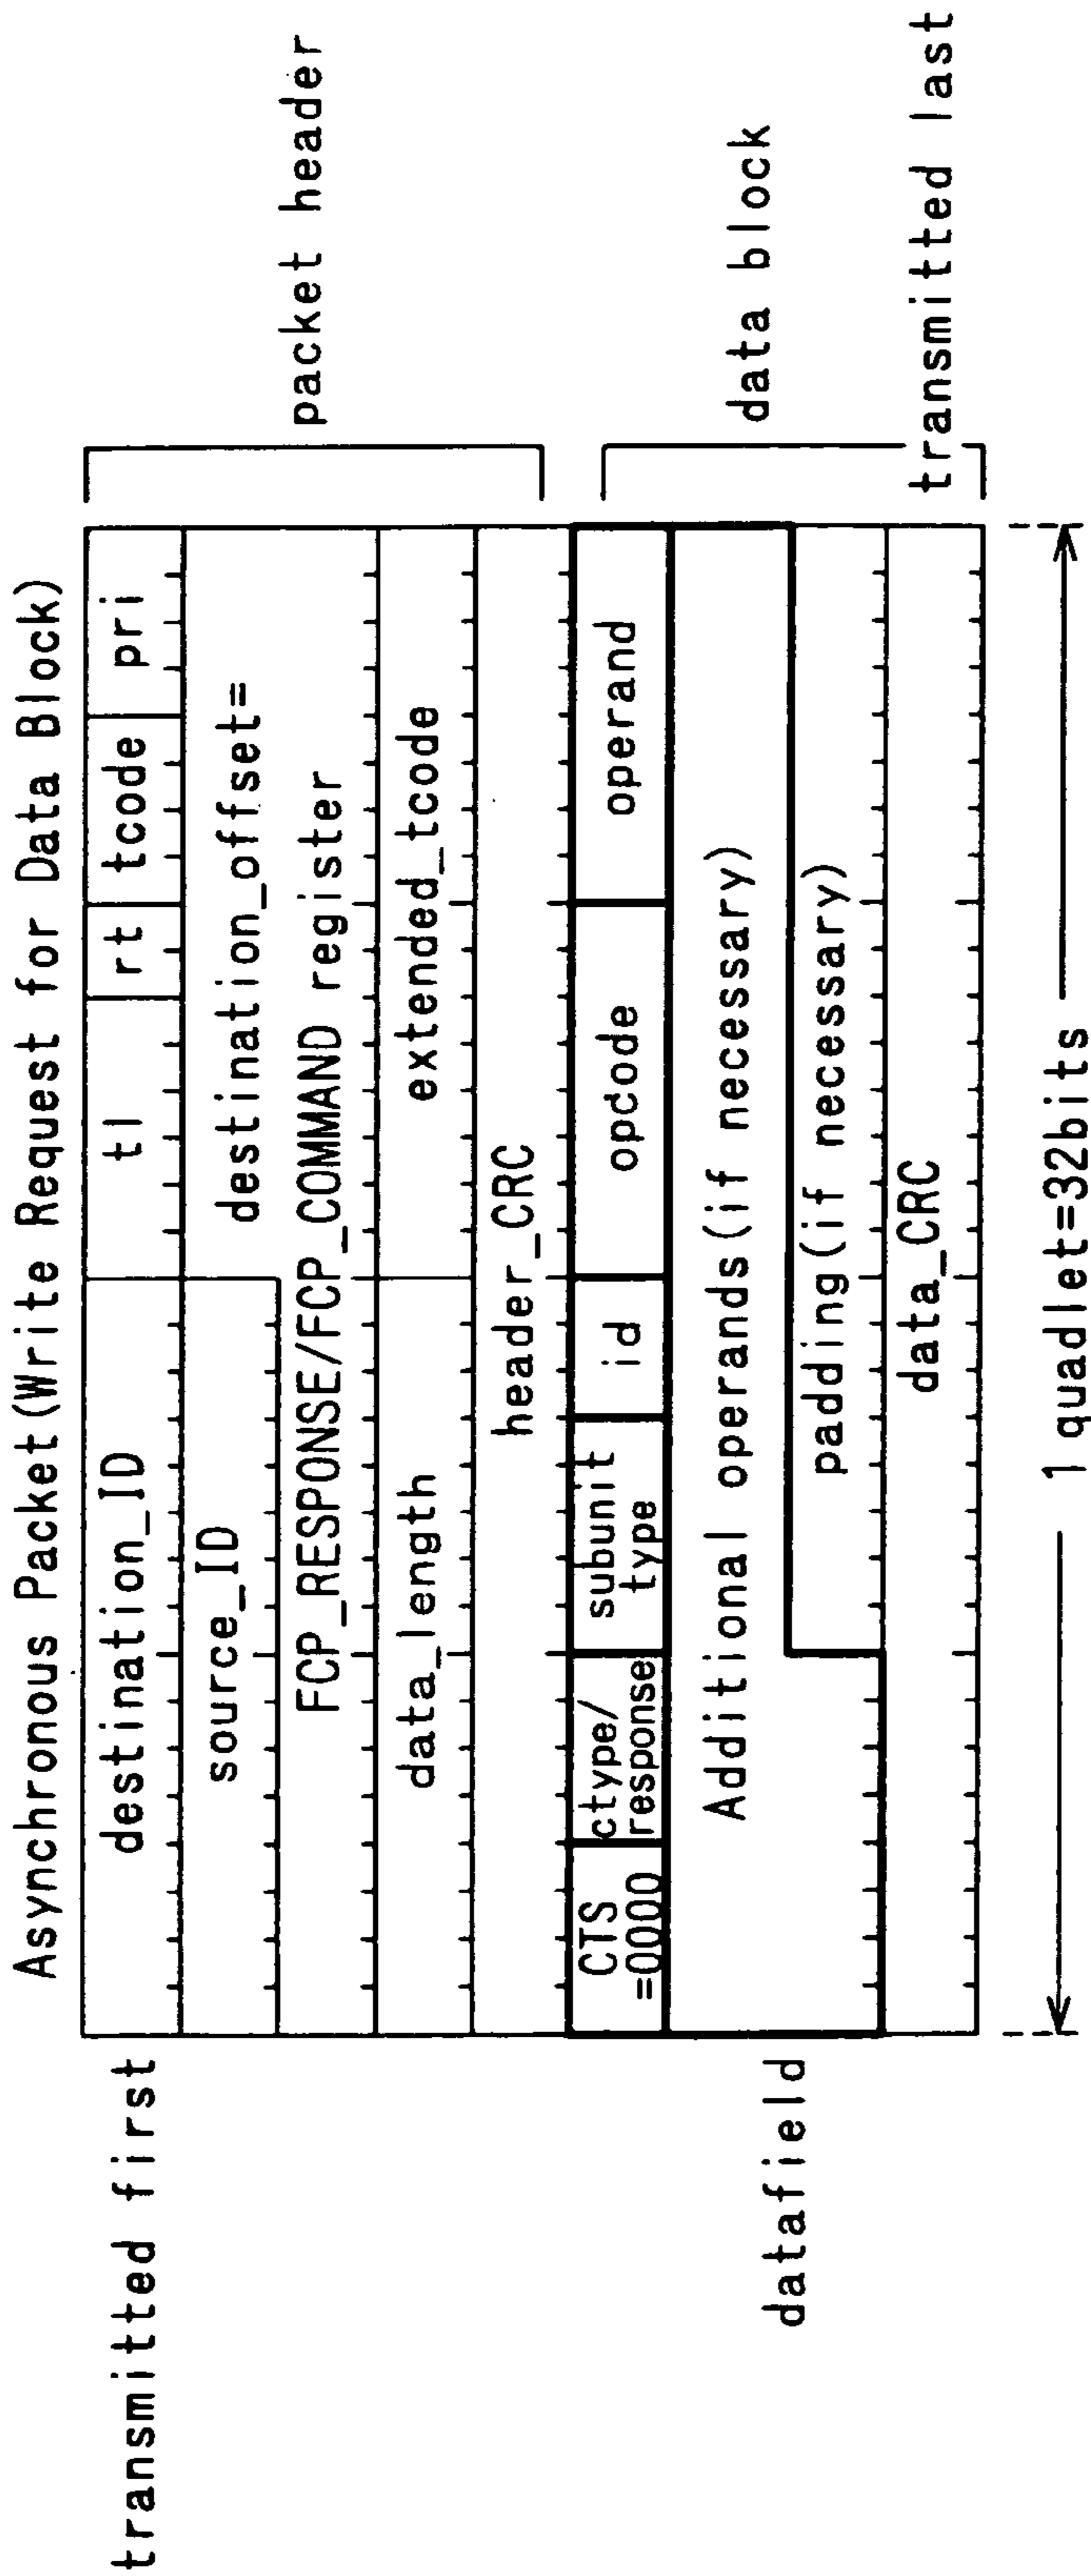 Asynchronous Packet(Write Request for Data Block)
transmitted first
destination_ID tl rt tcode pri
source_ID destination_offset=
FCP_RESPONSE/FCP_COMMAND register
data_length extended_tcode
header_CRC
packet header
CTS =0000 ctype/ response subunit type id opcode operand
Additional operands(if necessary)
padding(if necessary)
data_CRC
datafield
data block
transmitted last
1 quadlet=32bits